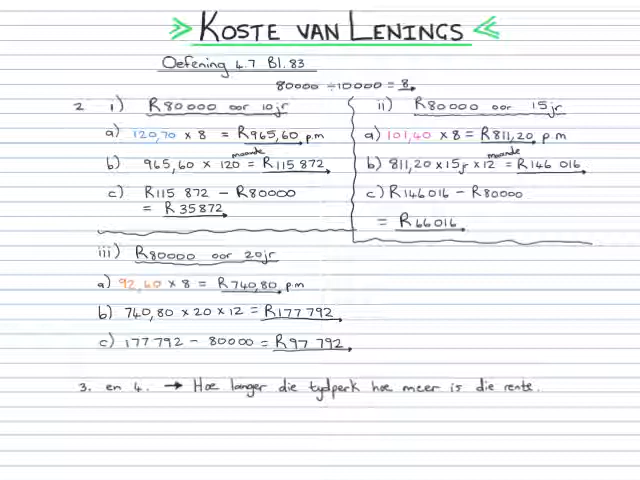 KOSTE VAN LENINGS
Oefening 4.7 Bl.83
80000 ÷ 10000 = 8
2 i) R80000 oor 10jr
a) 120,70 × 8 = R965,60 p.m
b) 965,60 × 120 maande = R115 872
c) R115 872 - R80000
= R35872
ii) R80000 oor 15jr
a) 101,40 × 8 = R811,20 p.m
b) 811,20 × 15jr × 12 maande = R146 016
c) R146016 - R80000
= R66016
iii) R80000 oor 20jr
a) 92,60 × 8 = R740,80 p.m
b) 740,80 × 20 × 12 = R177 792
c) 177 792 - 80000 = R97 792
3. en 4. → Hoe langer die tydperk hoe meer is die rente.